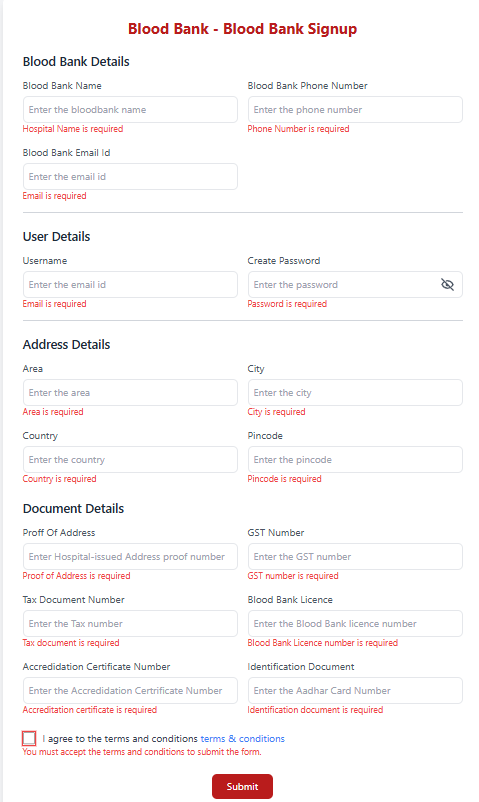 Blood Bank - Blood Bank Signup
Blood Bank Details
Blood Bank Name
Blood Bank Phone Number
Enter the bloodbank name
Enter the phone number
Hospital Name is required
Phone Number is required
Blood Bank Email Id
Enter the email id
Email is required
User Details
Username
Create Password
Enter the email id
Enter the password
Email is required
Password is required
Address Details
Area
City
Enter the area
Enter the city
Area is required
City is required
Country
Pincode
Enter the country
Enter the pincode
Country is required
Pincode is required
Document Details
Proff Of Address
GST Number
Enter Hospital-issued Address proof number
Enter the GST number
Proof of Address is required
GST number is required
Tax Document Number
Blood Bank Licence
Enter the Tax number
Enter the Blood Bank licence number
Tax document is required
Blood Bank Licence number is required
Accredidation Certificate Number
Identification Document
Enter the Accredidation Certrificate Number
Enter the Aadhar Card Number
Accreditation certificate is required
Identification document is required
I agree to the terms and conditions terms & conditions
You must accept the terms and conditions to submit the form.
Submit